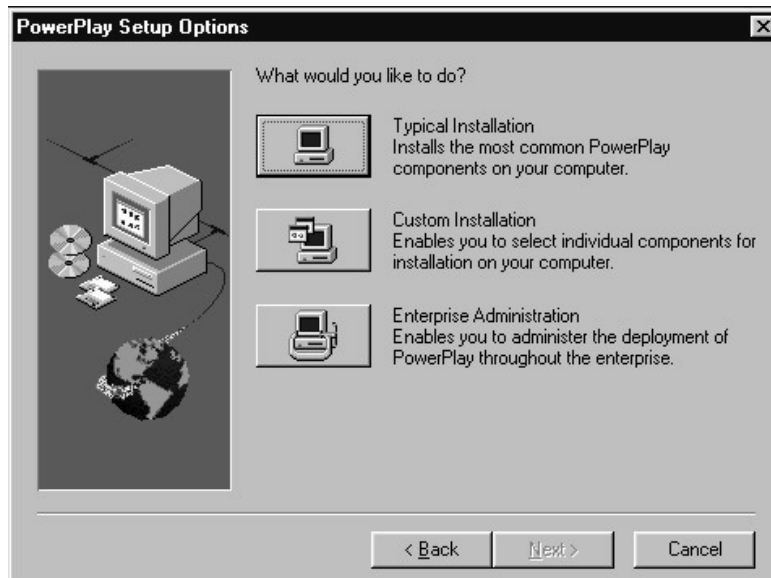 PowerPlay Setup Options
What would you like to do?
Typical Installation
Installs the most common PowerPlay
components on your computer.
Custom Installation
Enables you to select individual components for
installation on your computer.
Enterprise Administration
Enables you to administer the deployment of
PowerPlay throughout the enterprise.
< Back
Next >
Cancel